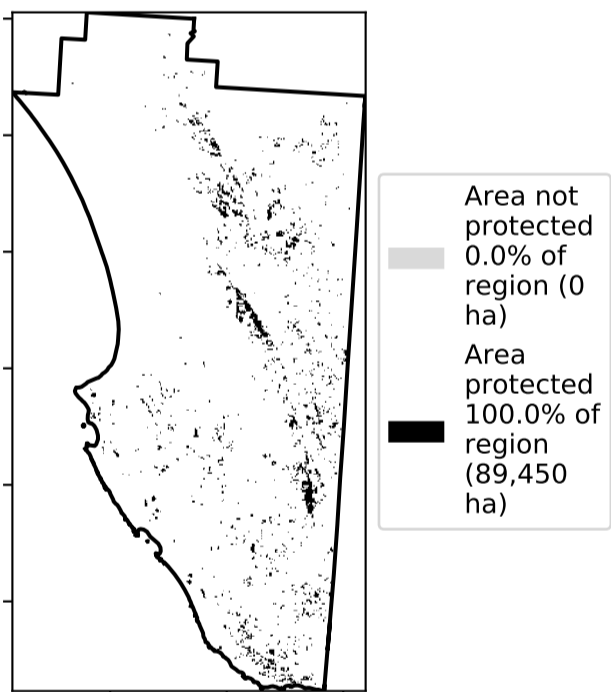 Area not
protected
0.0% of
region (0
ha)
Area
protected
100.0% of
region
(89,450
ha)